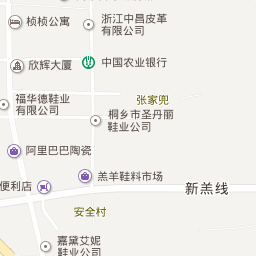 桢桢公寓
浙江中昌皮革
有限公司
欣辉大厦
中国农业银行
张家兜
福华德鞋业
有限公司
桐乡市圣丹丽
鞋业公司
阿里巴巴陶瓷
羔羊鞋料市场
便利店
新羔线
安全村
嘉黛艾妮
鞋业公司